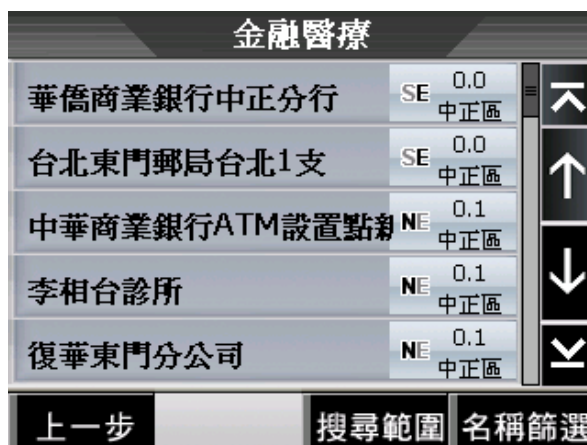 金融醫療
華僑商業銀行中正分行 SE 0.0 中正區
台北東門郵局台北1支 SE 0.0 中正區
中華商業銀行ATM設置點新 NE 0.1 中正區
李相台診所 NE 0.1 中正區
復華東門分公司 NE 0.1 中正區
上一步 搜尋範圍 名稱篩選